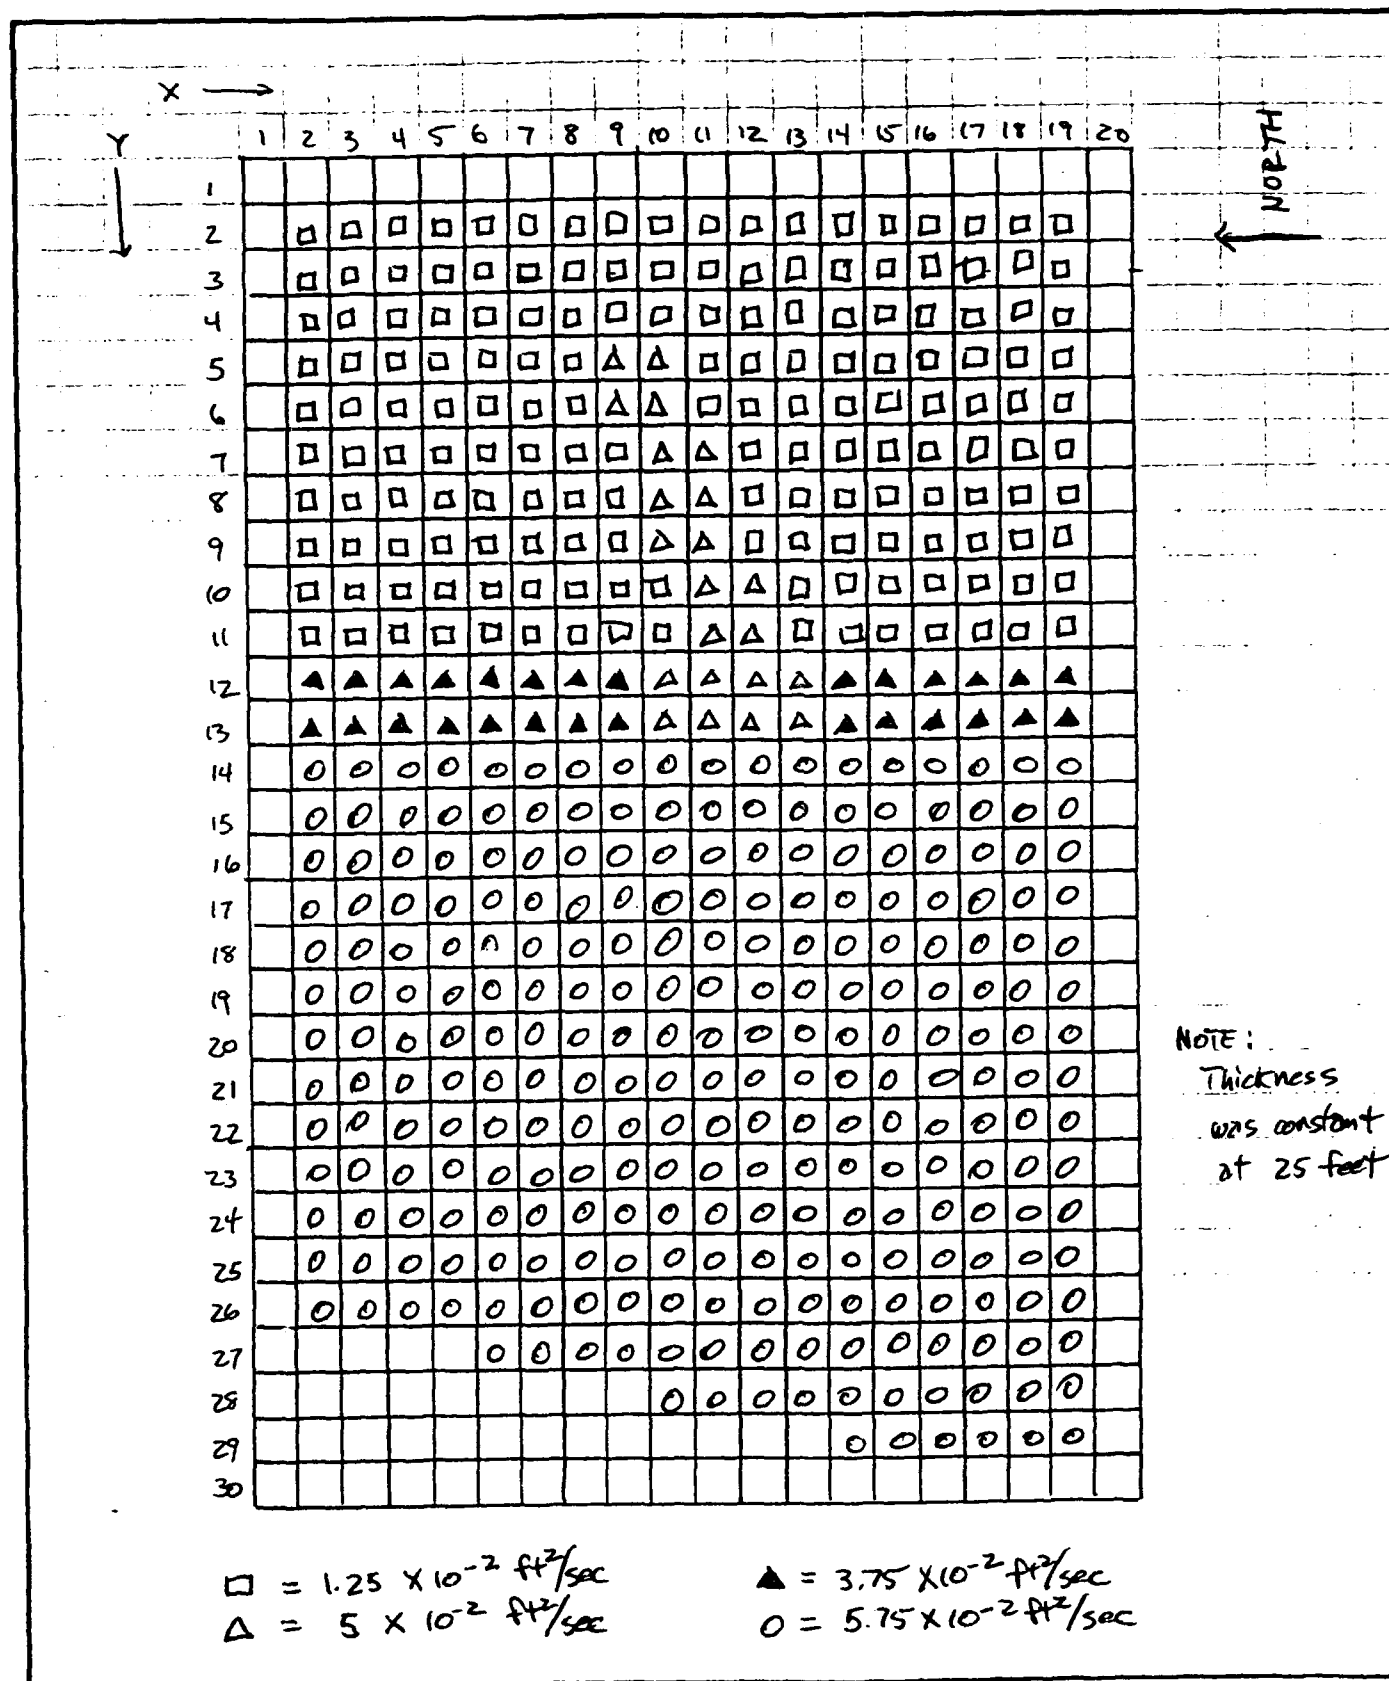 X →
NORTH
Y
1 2 3 4 5 6 7 8 9 10 11 12 13 14 15 16 17 18 19 20
1
2 □ □ □ □ □ □ □ □ □ □ □ □ □ □ □ □ □ □
3 □ □ □ □ □ □ □ □ □ □ □ □ □ □ □ □ □ □
4 □ □ □ □ □ □ □ □ □ □ □ □ □ □ □ □ □ □
5 □ □ □ □ □ □ □ △ △ □ □ □ □ □ □ □ □ □
6 □ □ □ □ □ □ □ △ △ □ □ □ □ □ □ □ □ □
7 □ □ □ □ □ □ □ □ △ △ □ □ □ □ □ □ □ □
8 □ □ □ □ □ □ □ □ △ △ □ □ □ □ □ □ □ □
9 □ □ □ □ □ □ □ □ △ △ □ □ □ □ □ □ □ □
10 □ □ □ □ □ □ □ □ □ △ △ □ □ □ □ □ □ □
11 □ □ □ □ □ □ □ □ □ △ △ □ □ □ □ □ □ □
12 ▲ ▲ ▲ ▲ ▲ ▲ ▲ ▲ △ △ △ △ ▲ ▲ ▲ ▲ ▲ ▲
13 ▲ ▲ ▲ ▲ ▲ ▲ ▲ ▲ △ △ △ △ ▲ ▲ ▲ ▲ ▲ ▲
14 O O O O O O O O O O O O O O O O O O
15 O O O O O O O O O O O O O O O O O O
16 O O O O O O O O O O O O O O O O O O
17 O O O O O O O O O O O O O O O O O O
18 O O O O O O O O O O O O O O O O O O
19 O O O O O O O O O O O O O O O O O O
20 O O O O O O O O O O O O O O O O O O
21 O O O O O O O O O O O O O O O O O O
22 O O O O O O O O O O O O O O O O O O
23 O O O O O O O O O O O O O O O O O O
24 O O O O O O O O O O O O O O O O O O
25 O O O O O O O O O O O O O O O O O O
26 O O O O O O O O O O O O O O O O O O
27 O O O O O O O O O O O O O O
28 O O O O O O O O O O
29 O O O O O O
30
NOTE:
Thickness
was constant
at 25 feet
□ = 1.25 X 10⁻² ft²/sec
▲ = 3.75 X 10⁻² ft²/sec
△ = 5 X 10⁻² ft²/sec
O = 5.75 X 10⁻² ft²/sec